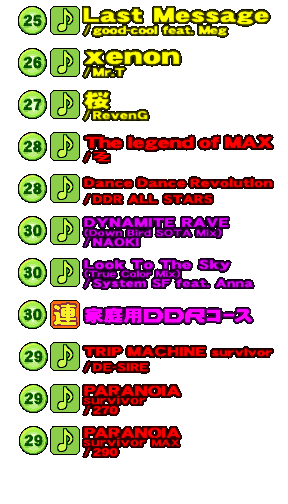 25 Last Message
/good-cool feat. Meg
26 xenon
/Mr.T
27 桜
/RevenG
28 The legend of MAX
/ZZ
28 Dance Dance Revolution
/DDR ALL STARS
30 DYNAMITE RAVE
(Down Bird SOTA Mix)
/NAOKI
30 Look To The Sky
(True Color Mix)
/System SF feat. Anna
30 連 家庭用DDRコース
29 TRIP MACHINE survivor
/DE-SIRE
29 PARANOIA
survivor
/270
29 PARANOIA
survivor MAX
/290